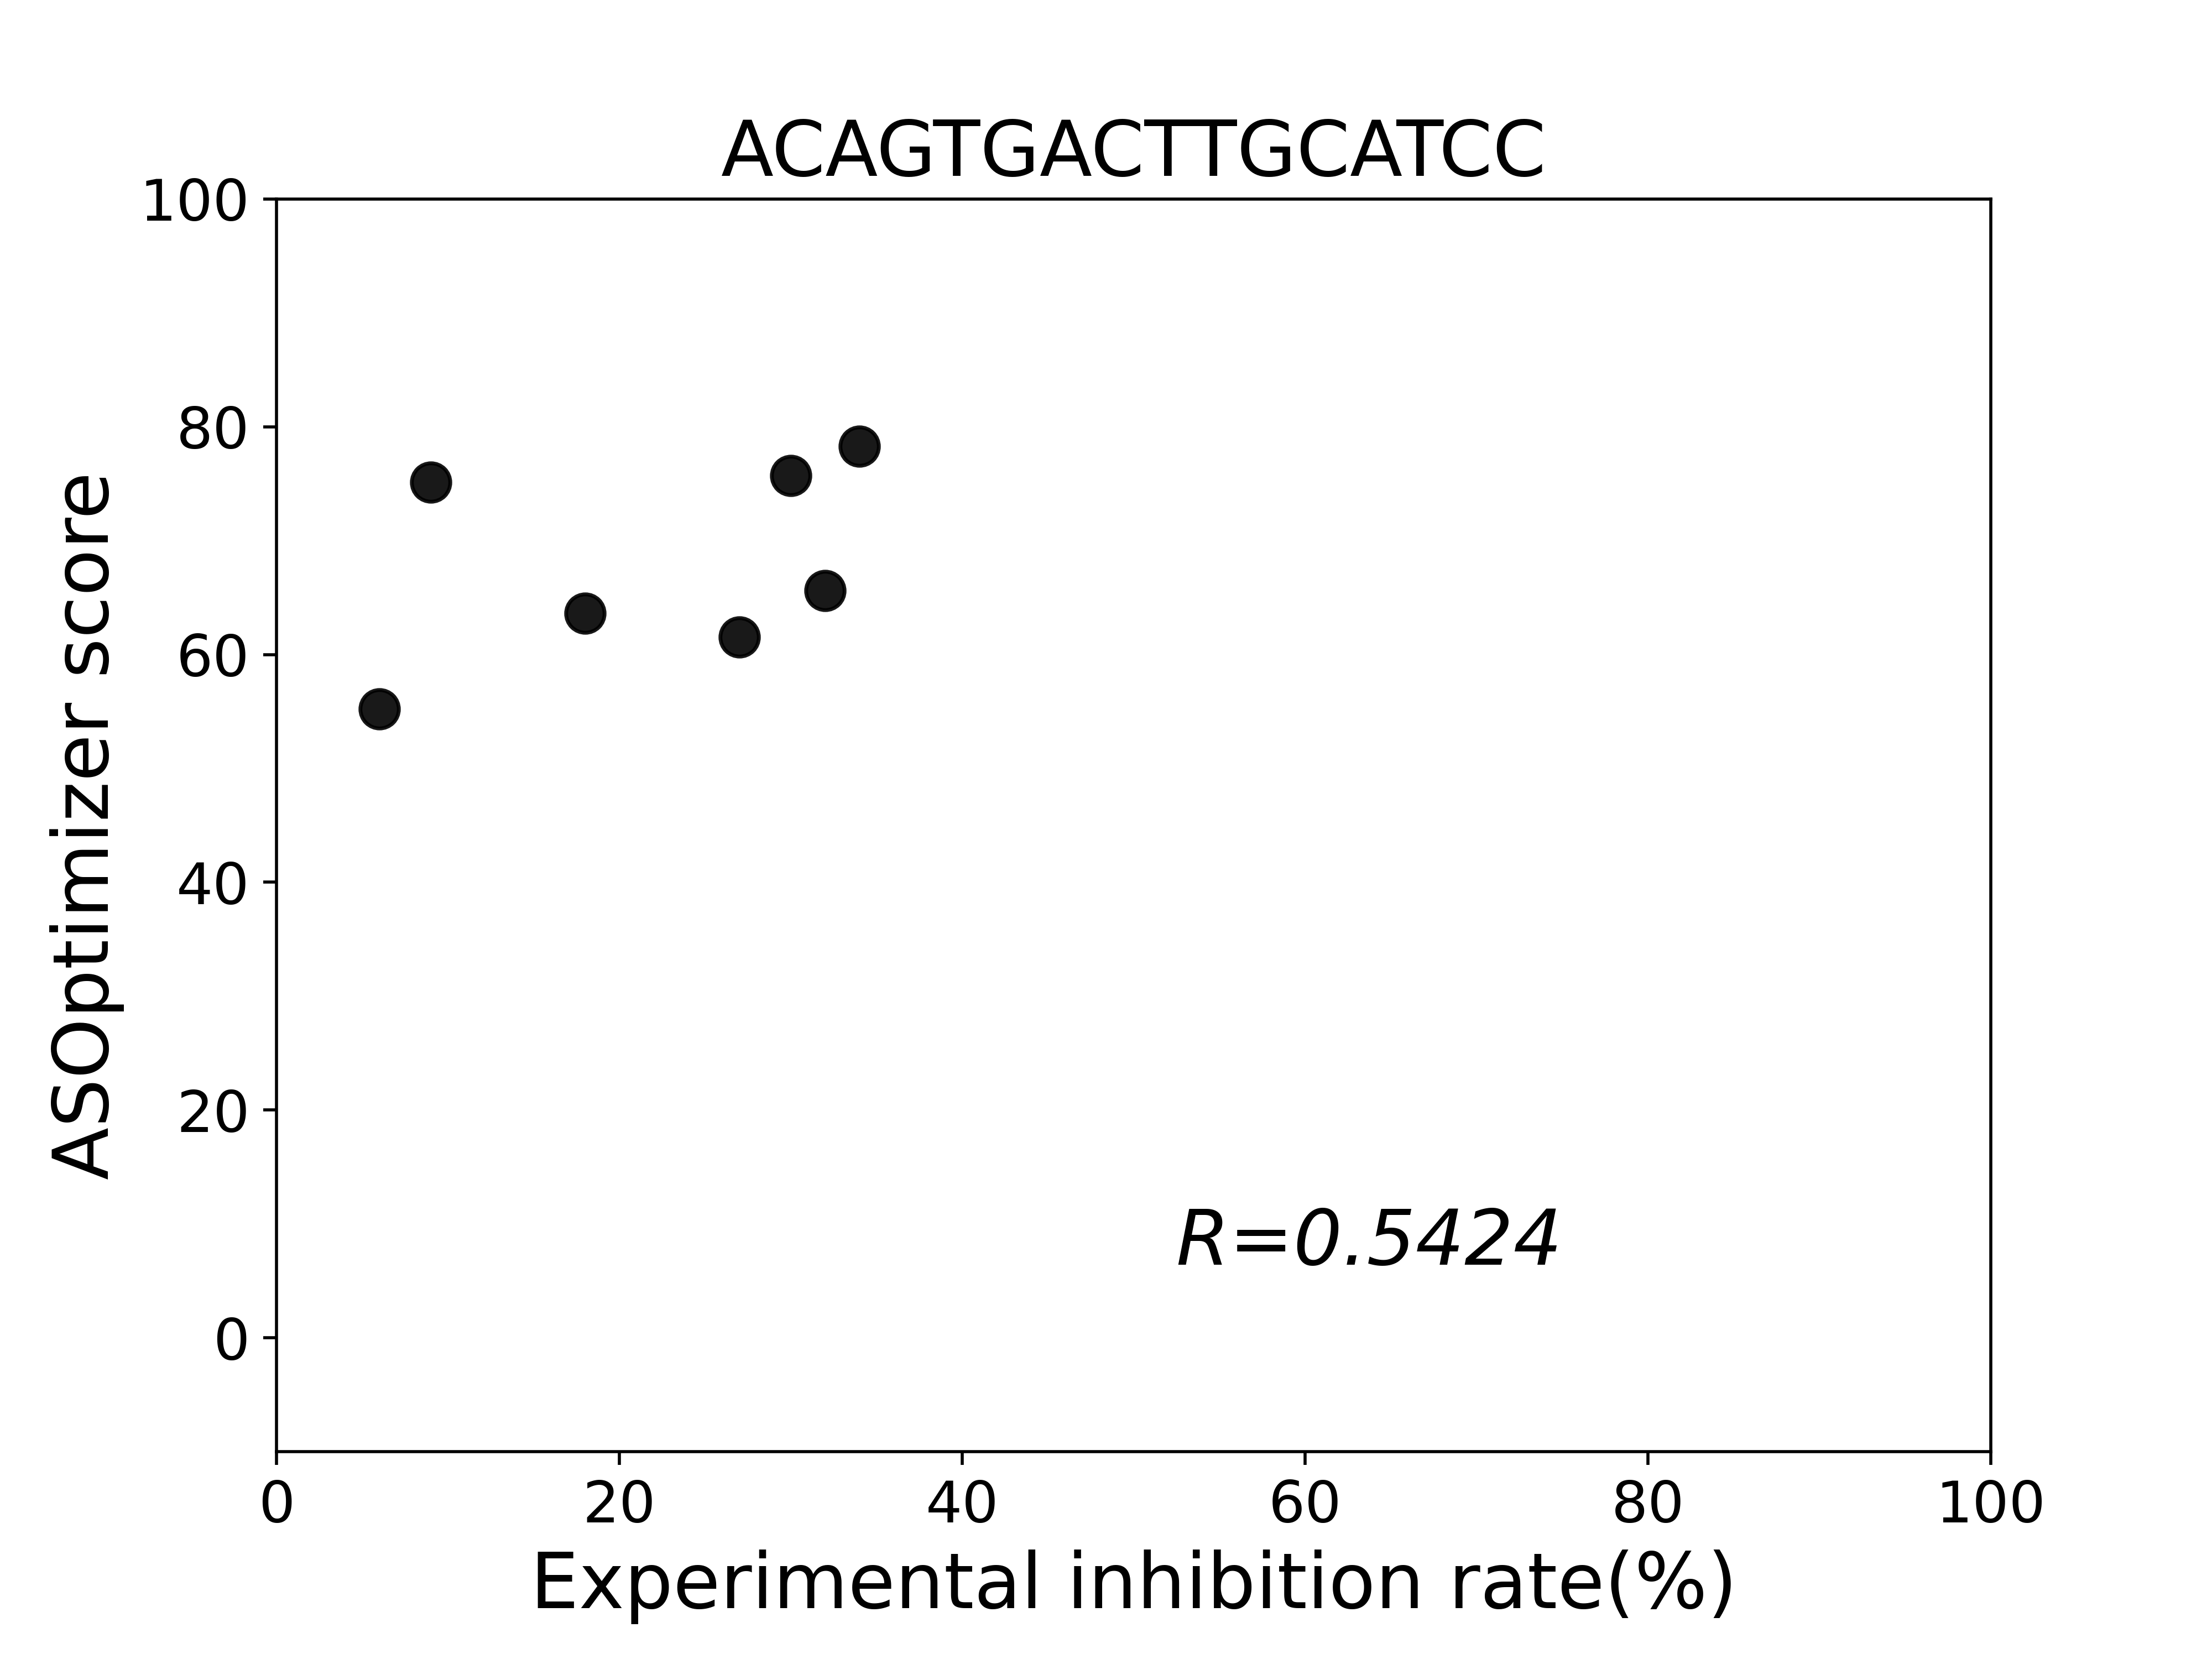 ACAGTGACTTGCATCC
100
80
60
40
20
0
ASOptimizer score
R=0.5424
0 20 40 60 80 100
Experimental inhibition rate(%)